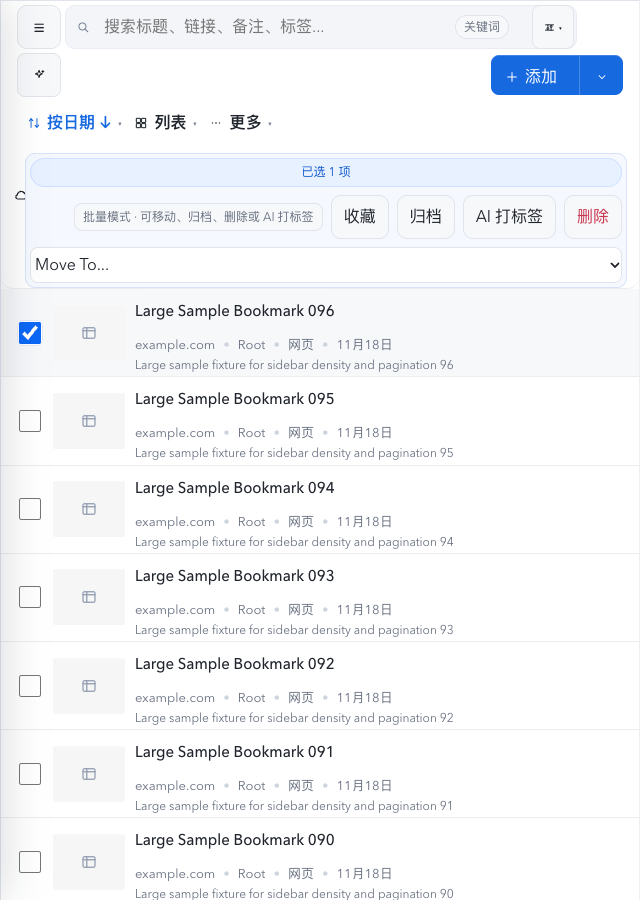 搜索标题、链接、备注、标签...
关键词
添加
按日期
列表
更多
已选 1 项
批量模式 · 可移动、归档、删除或 AI 打标签
收藏
归档
AI 打标签
删除
Move To...
Large Sample Bookmark 096
example.com • Root • 网页 • 11月18日
Large sample fixture for sidebar density and pagination 96
Large Sample Bookmark 095
example.com • Root • 网页 • 11月18日
Large sample fixture for sidebar density and pagination 95
Large Sample Bookmark 094
example.com • Root • 网页 • 11月18日
Large sample fixture for sidebar density and pagination 94
Large Sample Bookmark 093
example.com • Root • 网页 • 11月18日
Large sample fixture for sidebar density and pagination 93
Large Sample Bookmark 092
example.com • Root • 网页 • 11月18日
Large sample fixture for sidebar density and pagination 92
Large Sample Bookmark 091
example.com • Root • 网页 • 11月18日
Large sample fixture for sidebar density and pagination 91
Large Sample Bookmark 090
example.com • Root • 网页 • 11月18日
Large sample fixture for sidebar density and pagination 90